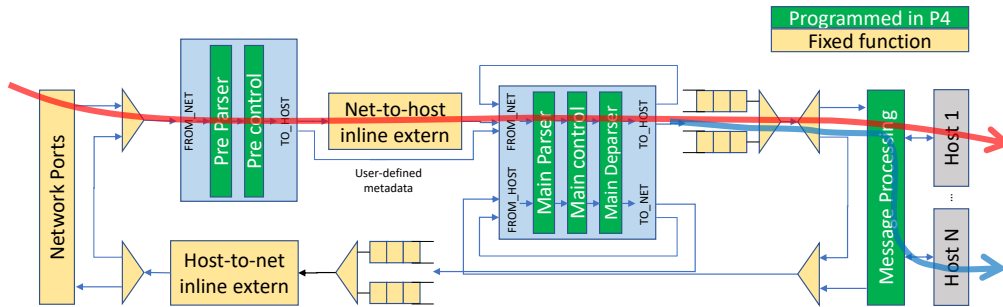 Programmed in P4
Fixed function
Network Ports
FROM_NET
Pre Parser
Pre control
TO_HOST
Net-to-host
inline extern
User-defined
metadata
FROM_NET
FROM_HOST
Main Parser
Main control
Main Deparser
TO_HOST
TO_NET
Message Processing
Host 1
...
Host N
Host-to-net
inline extern